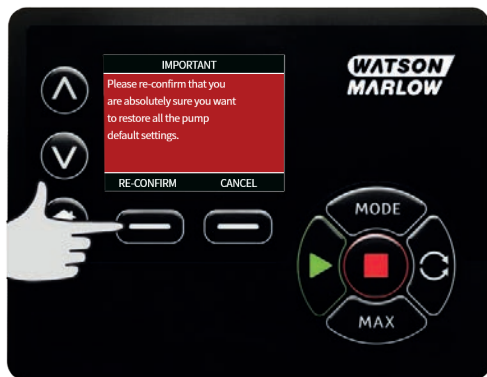 IMPORTANT
Please re-confirm that you
are absolutely sure you want
to restore all the pump
default settings.
RE-CONFIRM CANCEL
WATSON
MARLOW
MODE
MAX